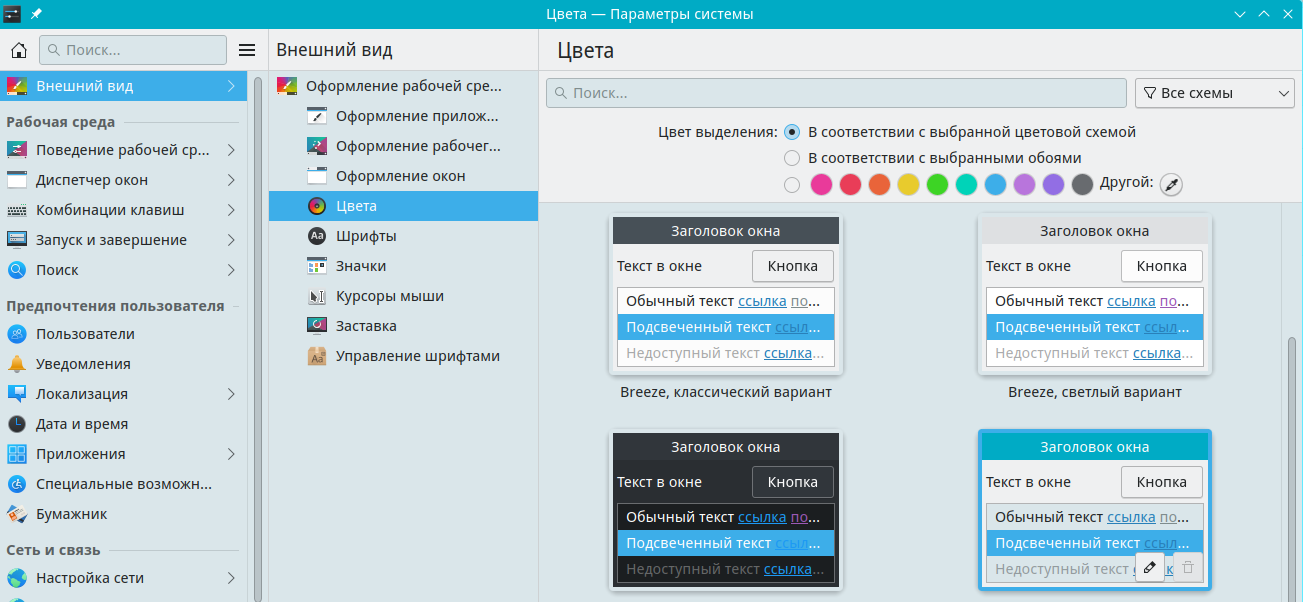 Цвета — Параметры системы
Поиск...
Внешний вид
Рабочая среда
Поведение рабочей ср...
Диспетчер окон
Комбинации клавиш
Запуск и завершение
Поиск
Предпочтения пользователя
Пользователи
Уведомления
Локализация
Дата и время
Приложения
Специальные возможн...
Бумажник
Сеть и связь
Настройка сети
Внешний вид
Оформление рабочей сре...
Оформление прилож...
Оформление рабочег...
Оформление окон
Цвета
Aa Шрифты
Значки
Курсоры мыши
Заставка
Aa Управление шрифтами
Цвета
Поиск...
Все схемы
Цвет выделения: В соответствии с выбранной цветовой схемой
В соответствии с выбранными обоями
Другой:
Заголовок окна
Текст в окне Кнопка
Обычный текст ссылка по...
Подсвеченный текст ссыл...
Недоступный текст ссылка...
Breeze, классический вариант
Заголовок окна
Текст в окне Кнопка
Обычный текст ссылка по...
Подсвеченный текст ссыл...
Недоступный текст ссылка...
Breeze, светлый вариант
Заголовок окна
Текст в окне Кнопка
Обычный текст ссылка по...
Подсвеченный текст ссыл...
Недоступный текст ссылка...
Заголовок окна
Текст в окне Кнопка
Обычный текст ссылка по...
Подсвеченный текст ссыл...
Недоступный текст